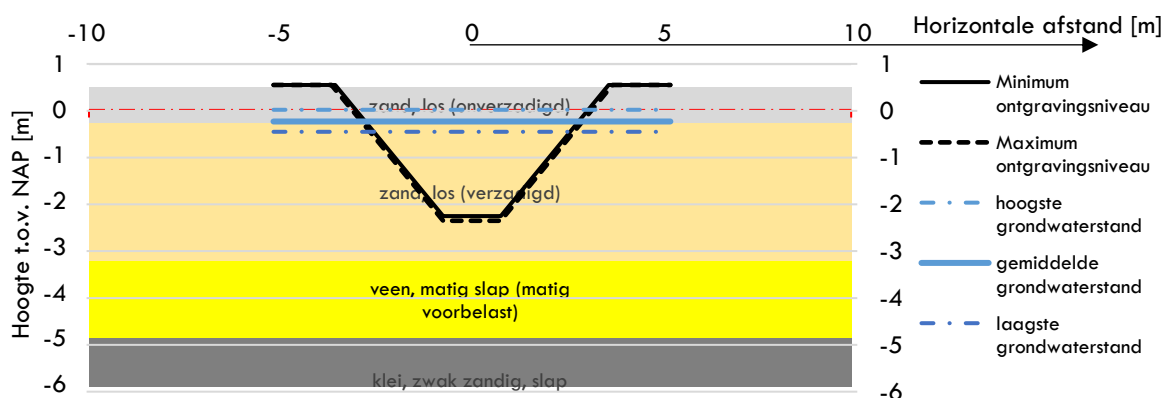 -10 -5 0 5 10 Horizontale afstand [m]
Hoogte t.o.v. NAP [m]
1 1
0 0
-1 -1
-2 -2
-3 -3
-4 -4
-5 -5
-6 -6
zand, los (onverzadigd)
zand, los (verzadigd)
veen, matig slap (matig
voorbelast)
klei, zwak zandig, slap
Minimum
ontgravingsniveau
Maximum
ontgravingsniveau
hoogste
grondwaterstand
gemiddelde
grondwaterstand
laagste
grondwaterstand